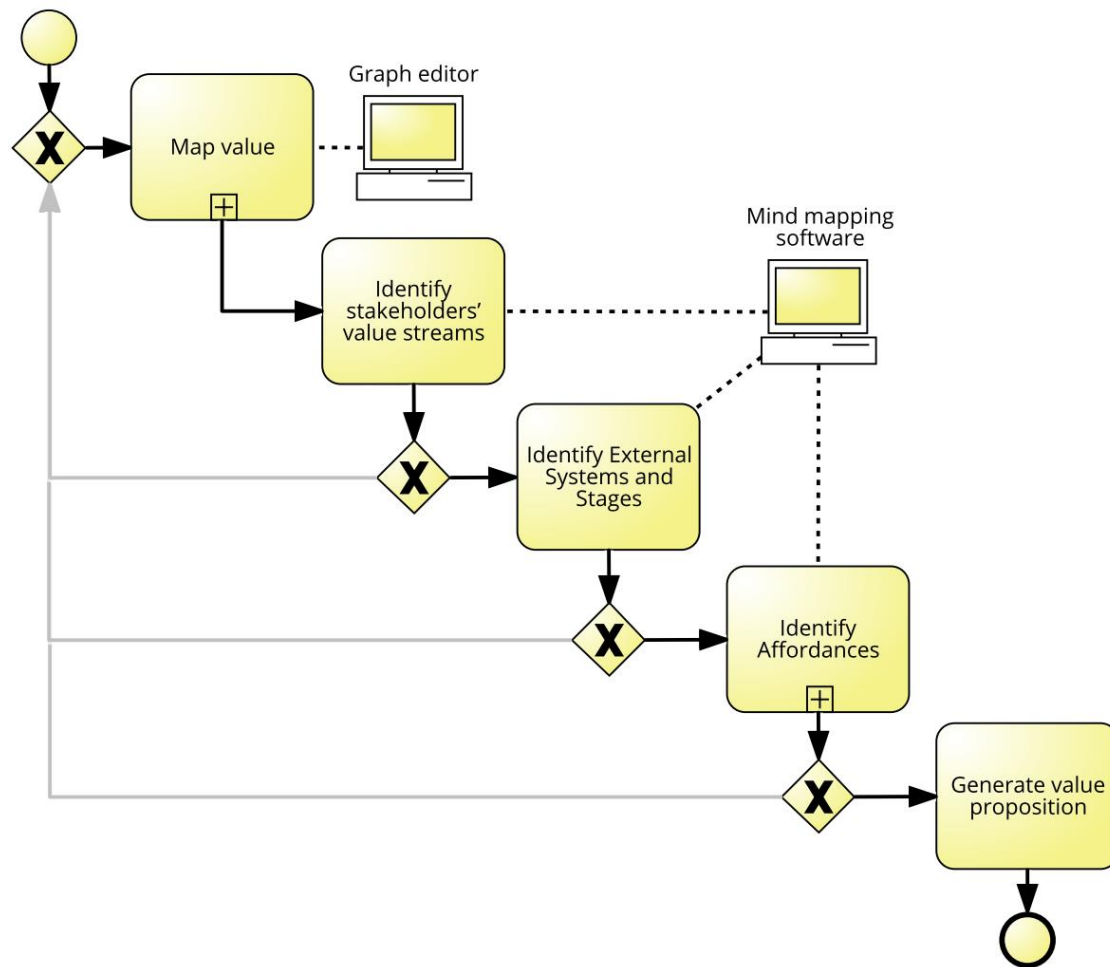 Graph editor
Map value
Mind mapping
software
Identify
stakeholders’
value streams
Identify External
Systems and
Stages
Identify
Affordances
Generate value
proposition